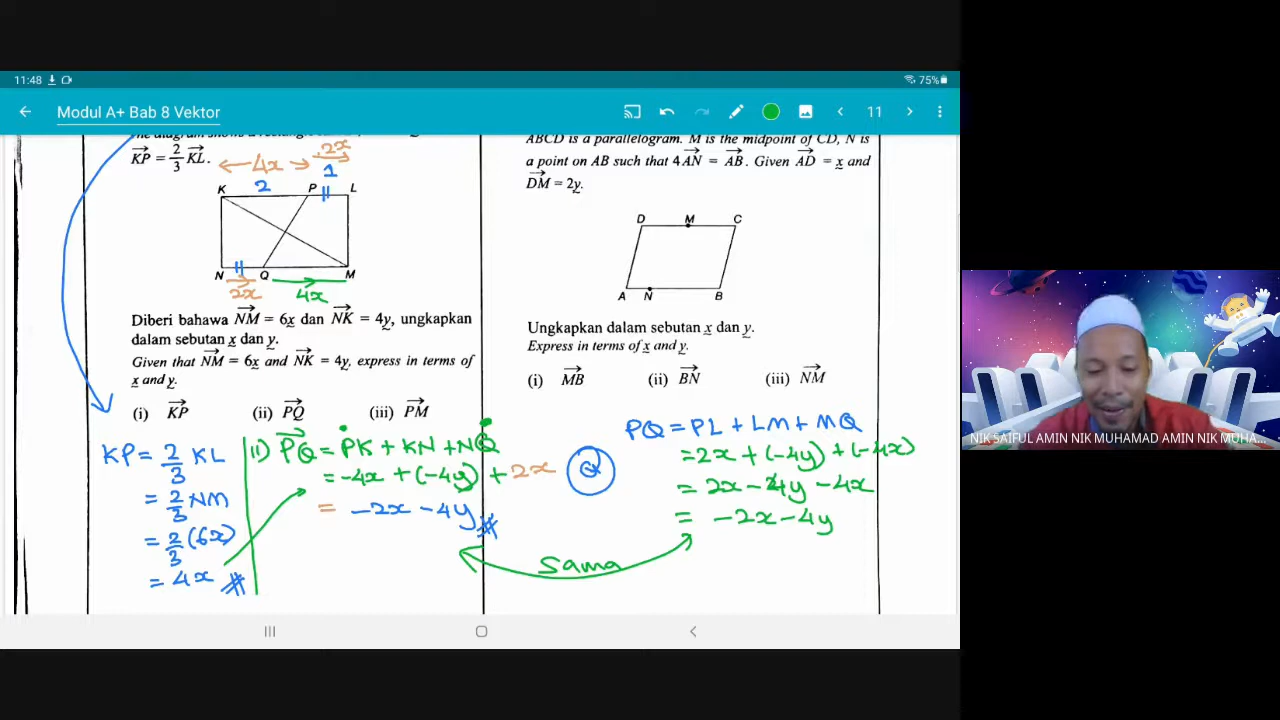 11:48
75%
Modul A+ Bab 8 Vektor
11
KP = 2/3 KL.
4x
2x
2
1
K P L
N Q M
2x
4x
Diberi bahawa NM = 6x dan NK = 4y, ungkapkan
dalam sebutan x dan y.
Given that NM = 6x and NK = 4y, express in terms of
x and y.
(i) KP (ii) PQ (iii) PM
KP = 2/3 KL
= 2/3 NM
= 2/3 (6x)
= 4x #
ii) PQ = PK + KN + NQ
= -4x + (-4y) + 2x
= -2x - 4y #
Q
ABCD is a parallelogram. M is the midpoint of CD, N is
a point on AB such that 4AN = AB. Given AD = x and
DM = 2y.
D M C
A N B
Ungkapkan dalam sebutan x dan y.
Express in terms of x and y.
(i) MB (ii) BN (iii) NM
PQ = PL + LM + MQ
= 2x + (-4y) + (-4x)
= 2x - 4y - 4x
= -2x - 4y
Sama
NIK SAIFUL AMIN NIK MUHAMAD AMIN NIK MUHA...